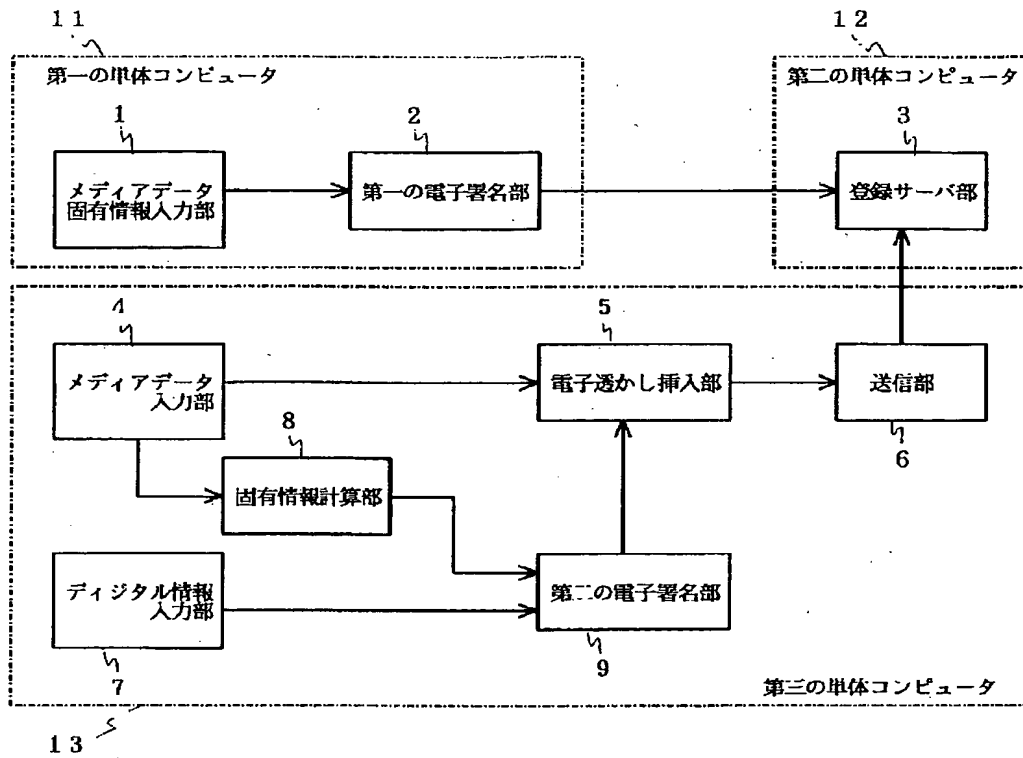 １１
１２
第一の単体コンピュータ
第二の単体コンピュータ
1
2
3
メディアデータ
固有情報入力部
第一の電子署名部
登録サーバ部
4
5
メディアデータ
入力部
電子透かし挿入部
送信部
8
6
固有情報計算部
ディジタル情報
入力部
第二の電子署名部
7
9
第三の単体コンピュータ
１３